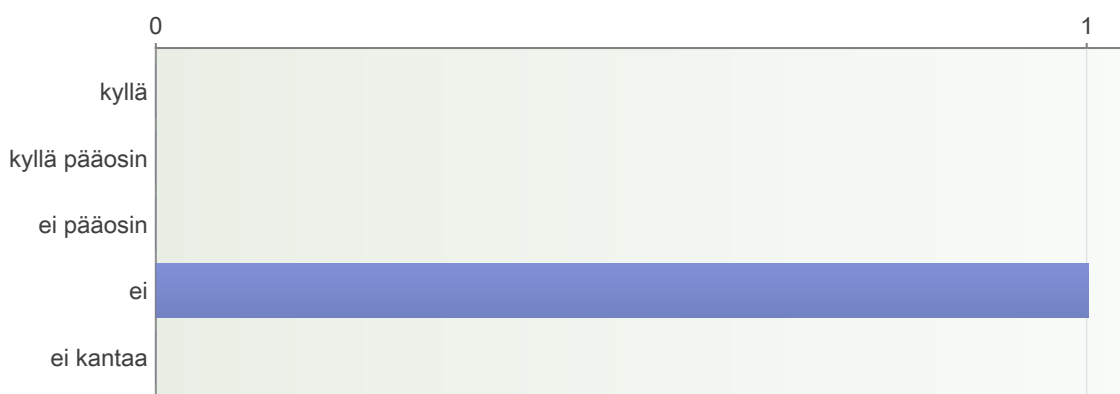 0 1
kyllä
kyllä pääosin
ei pääosin
ei
ei kantaa